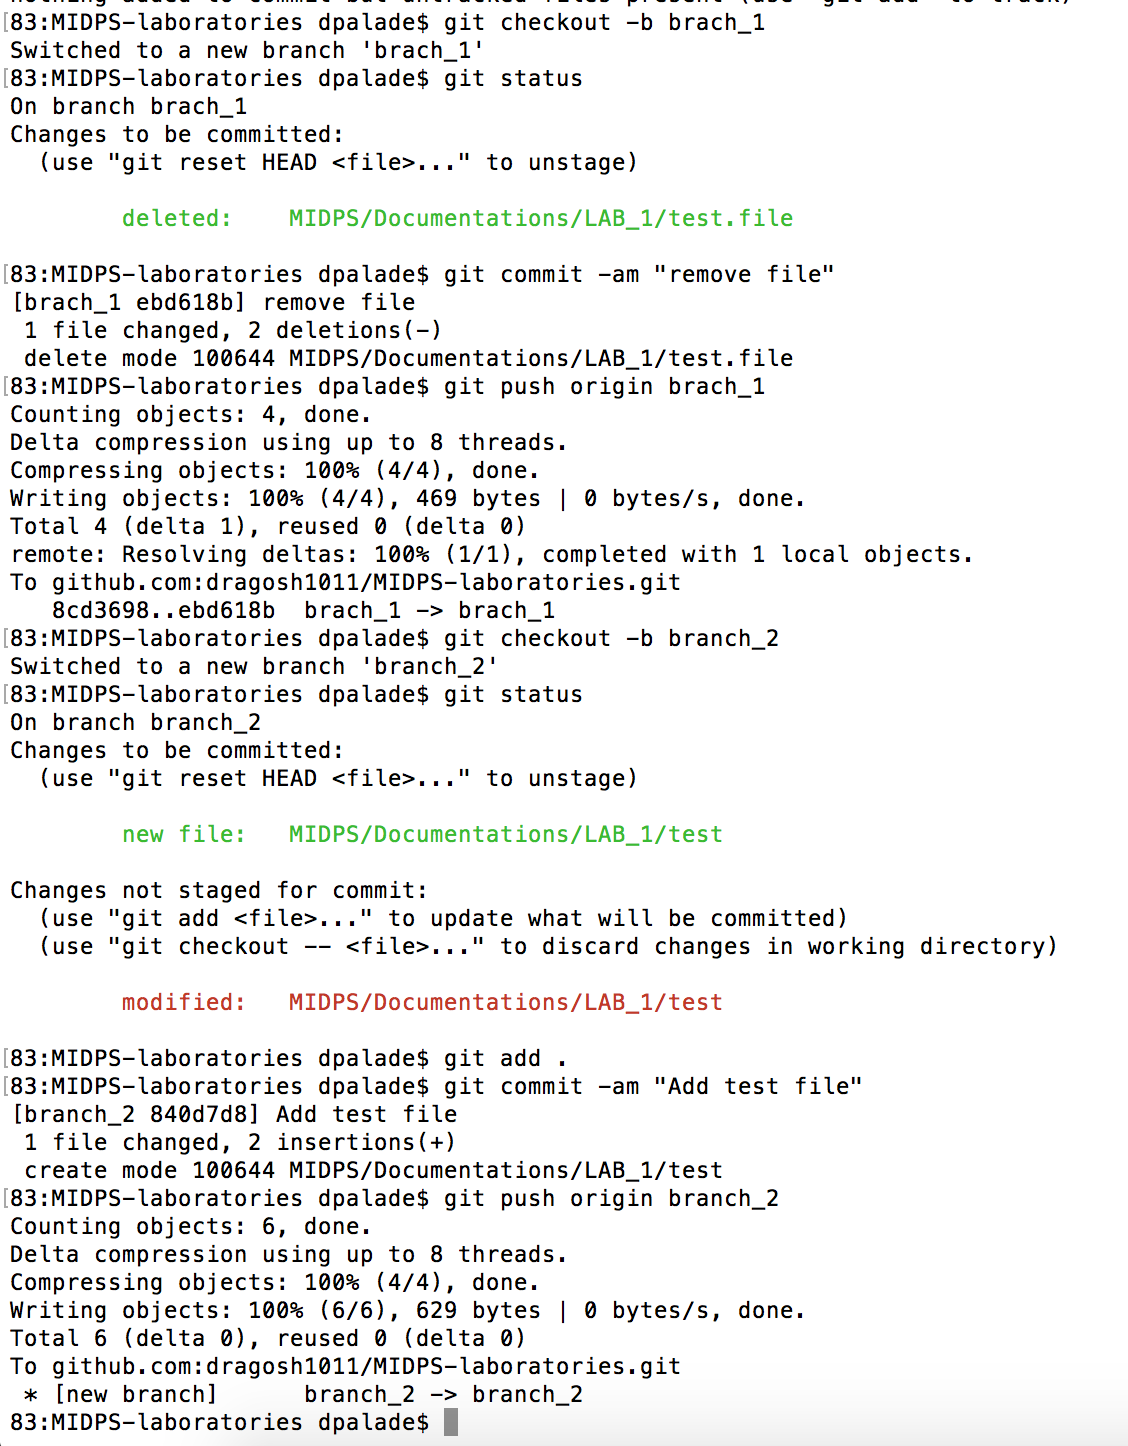 nothing added to commit but untracked files present (use "git add" to track)
[83:MIDPS-laboratories dpalade$ git checkout -b brach_1
Switched to a new branch 'brach_1'
[83:MIDPS-laboratories dpalade$ git status
On branch brach_1
Changes to be committed:
  (use "git reset HEAD <file>..." to unstage)
        deleted:    MIDPS/Documentations/LAB_1/test.file
[83:MIDPS-laboratories dpalade$ git commit -am "remove file"
[brach_1 ebd618b] remove file
 1 file changed, 2 deletions(-)
 delete mode 100644 MIDPS/Documentations/LAB_1/test.file
[83:MIDPS-laboratories dpalade$ git push origin brach_1
Counting objects: 4, done.
Delta compression using up to 8 threads.
Compressing objects: 100% (4/4), done.
Writing objects: 100% (4/4), 469 bytes | 0 bytes/s, done.
Total 4 (delta 1), reused 0 (delta 0)
remote: Resolving deltas: 100% (1/1), completed with 1 local objects.
To github.com:dragosh1011/MIDPS-laboratories.git
   8cd3698..ebd618b  brach_1 -> brach_1
[83:MIDPS-laboratories dpalade$ git checkout -b branch_2
Switched to a new branch 'branch_2'
[83:MIDPS-laboratories dpalade$ git status
On branch branch_2
Changes to be committed:
  (use "git reset HEAD <file>..." to unstage)
        new file:   MIDPS/Documentations/LAB_1/test
Changes not staged for commit:
  (use "git add <file>..." to update what will be committed)
  (use "git checkout -- <file>..." to discard changes in working directory)
        modified:   MIDPS/Documentations/LAB_1/test
[83:MIDPS-laboratories dpalade$ git add .
[83:MIDPS-laboratories dpalade$ git commit -am "Add test file"
[branch_2 840d7d8] Add test file
 1 file changed, 2 insertions(+)
 create mode 100644 MIDPS/Documentations/LAB_1/test
[83:MIDPS-laboratories dpalade$ git push origin branch_2
Counting objects: 6, done.
Delta compression using up to 8 threads.
Compressing objects: 100% (4/4), done.
Writing objects: 100% (6/6), 629 bytes | 0 bytes/s, done.
Total 6 (delta 0), reused 0 (delta 0)
To github.com:dragosh1011/MIDPS-laboratories.git
 * [new branch]      branch_2 -> branch_2
83:MIDPS-laboratories dpalade$